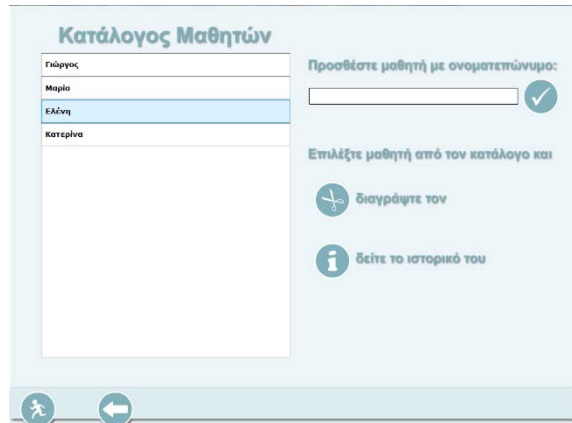 Κατάλογος Μαθητών
Γιώργος
Μαρία
Ελένη
Κατερίνα
Προσθέστε μαθητή με ονοματεπώνυμο:
Επιλέξτε μαθητή από τον κατάλογο και
διαγράψτε τον
δείτε το ιστορικό του